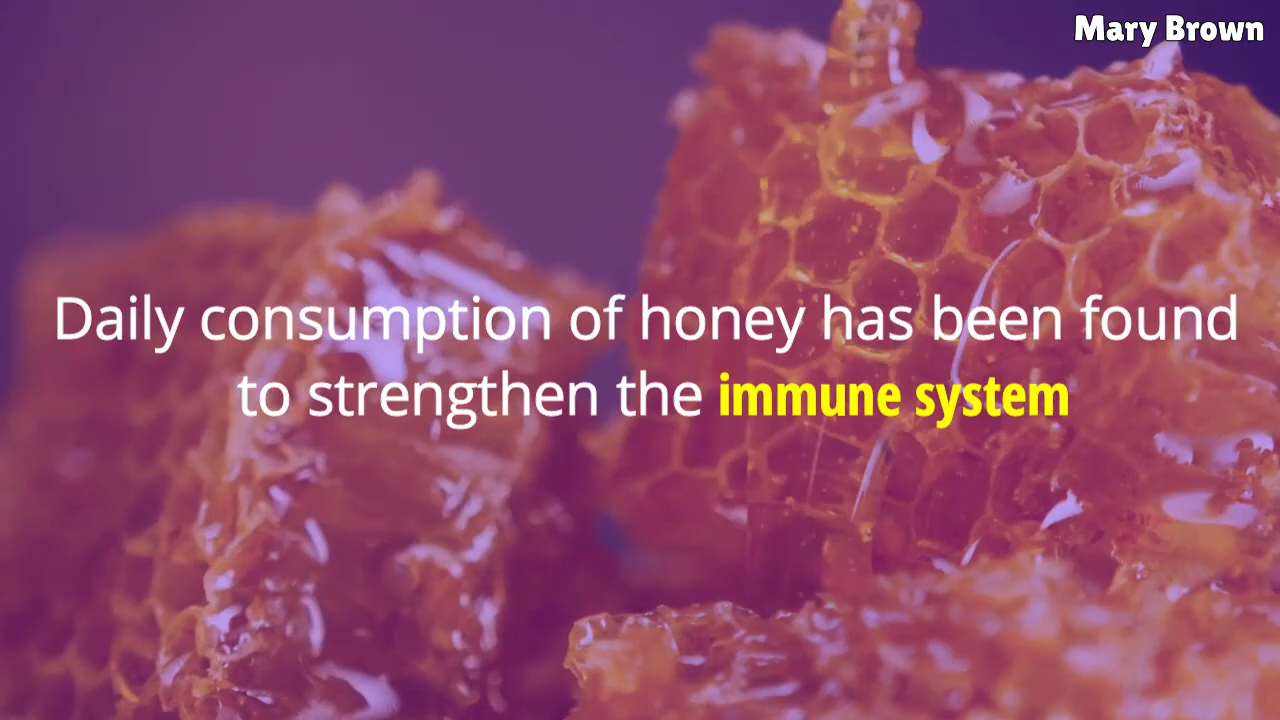 Mary Brown
Daily consumption of honey has been found
to strengthen the immune system